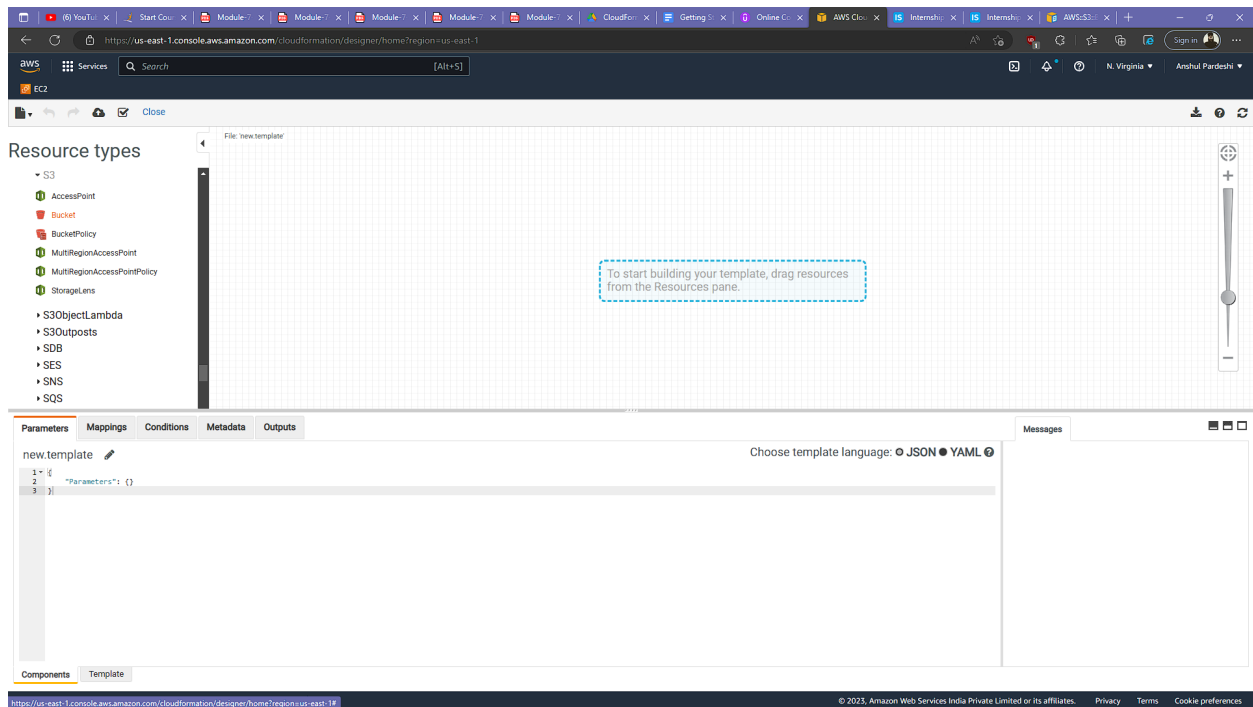 (6) YouTub
Start Cour
Module-7
Module-7
Module-7
Module-7
Module-7
CloudForm
Getting St
Online Co
AWS Clou
Internship
Internship
AWS::S3::
https://us-east-1.console.aws.amazon.com/cloudformation/designer/home?region=us-east-1
Sign in
aws
Services
Search
[Alt+S]
N. Virginia
Anshul Pardeshi
EC2
Close
Resource types
S3
AccessPoint
Bucket
BucketPolicy
MultiRegionAccessPoint
MultiRegionAccessPointPolicy
StorageLens
S3ObjectLambda
S3Outposts
SDB
SES
SNS
SQS
File: 'new.template'
To start building your template, drag resources
from the Resources pane.
Parameters Mappings Conditions Metadata Outputs
Messages
new.template
Choose template language: JSON YAML
1 {
2 "Parameters": {}
3 }
Components Template
https://us-east-1.console.aws.amazon.com/cloudformation/designer/home?region=us-east-1#
© 2023, Amazon Web Services India Private Limited or its affiliates. Privacy Terms Cookie preferences